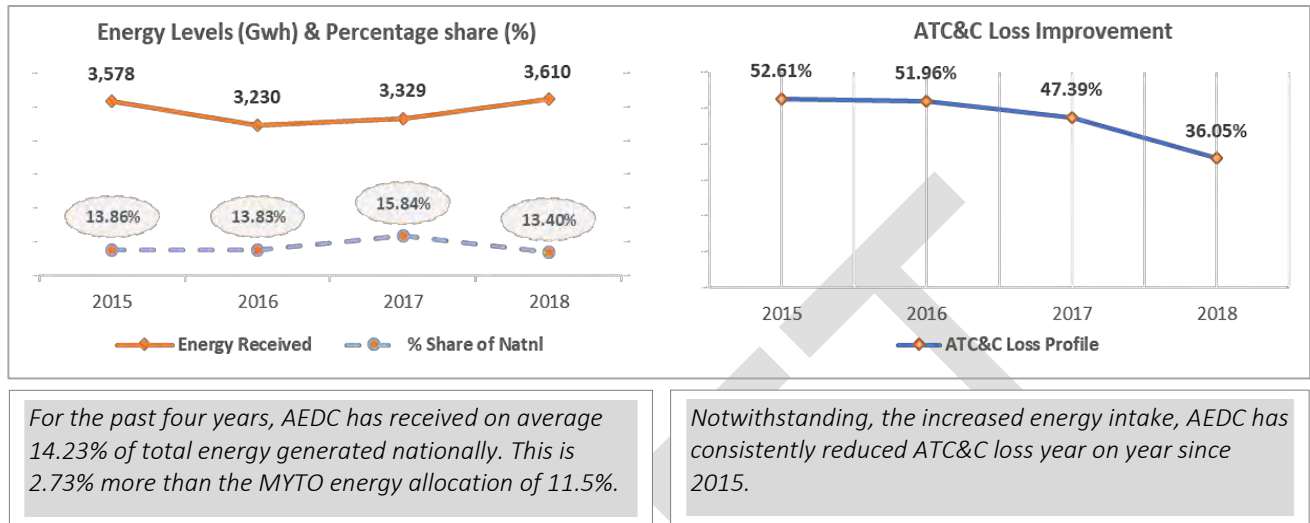 Energy Levels (Gwh) & Percentage share (%)
3,578
3,230
3,329
3,610
13.86%
13.83%
15.84%
13.40%
2015
2016
2017
2018
Energy Received
% Share of Natnl
ATC&C Loss Improvement
52.61%
51.96%
47.39%
36.05%
2015
2016
2017
2018
ATC&C Loss Profile
For the past four years, AEDC has received on average
14.23% of total energy generated nationally. This is
2.73% more than the MYTO energy allocation of 11.5%.
Notwithstanding, the increased energy intake, AEDC has
consistently reduced ATC&C loss year on year since
2015.